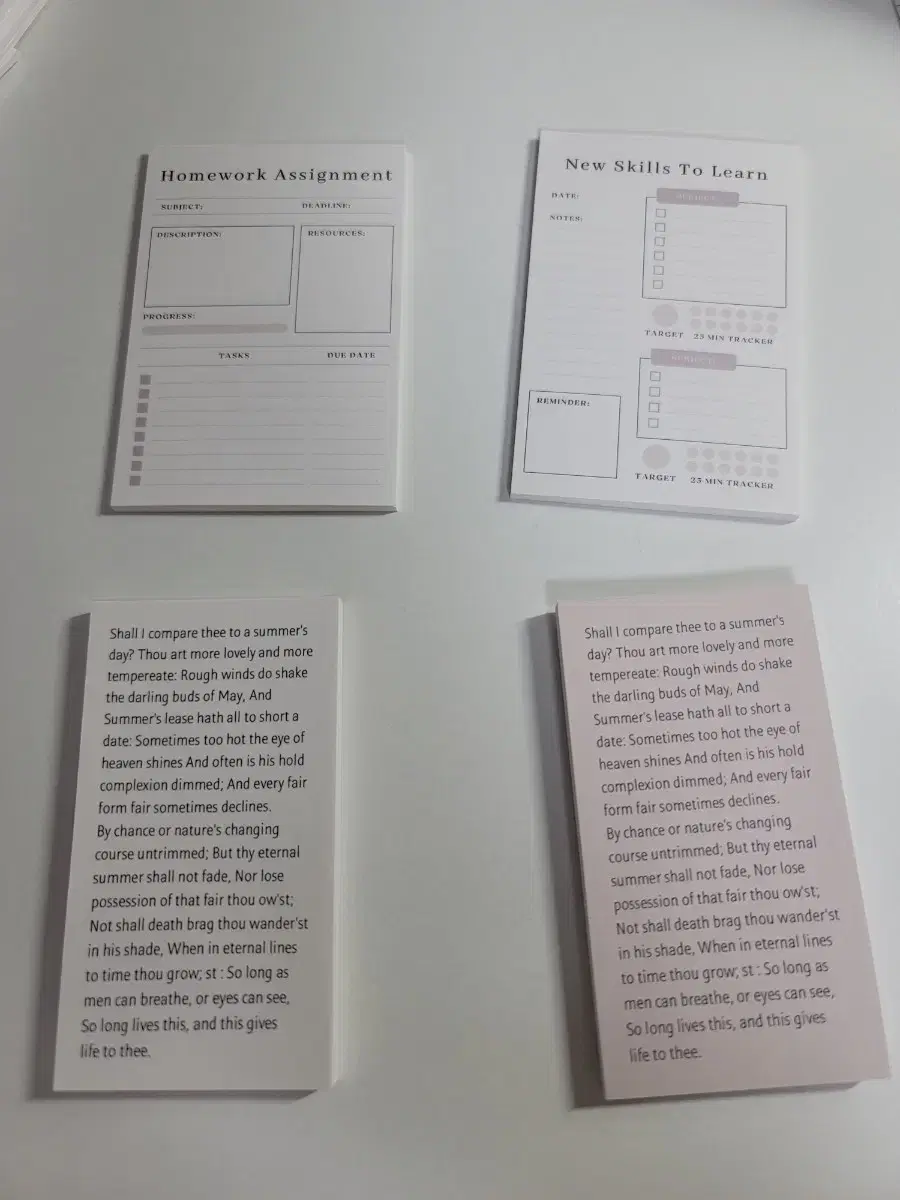 Homework Assignment
SUBJECT: DEADLINE:
DESCRIPTION: RESOURCES:
PROGRESS:
TASKS DUE DATE
New Skills To Learn
DATE:
NOTES:
TARGET 25 MIN TRACKER
REMINDER:
TARGET 25 MIN TRACKER
Shall I compare thee to a summer's
day? Thou art more lovely and more
tempereate: Rough winds do shake
the darling buds of May, And
Summer's lease hath all to short a
date: Sometimes too hot the eye of
heaven shines And often is his hold
complexion dimmed; And every fair
form fair sometimes declines.
By chance or nature's changing
course untrimmed; But thy eternal
summer shall not fade, Nor lose
possession of that fair thou ow'st;
Not shall death brag thou wander'st
in his shade, When in eternal lines
to time thou grow; st : So long as
men can breathe, or eyes can see,
So long lives this, and this gives
life to thee.
Shall I compare thee to a summer's
day? Thou art more lovely and more
tempereate: Rough winds do shake
the darling buds of May, And
Summer's lease hath all to short a
date: Sometimes too hot the eye of
heaven shines And often is his hold
complexion dimmed; And every fair
form fair sometimes declines.
By chance or nature's changing
course untrimmed; But thy eternal
summer shall not fade, Nor lose
possession of that fair thou ow'st;
Not shall death brag thou wander'st
in his shade, When in eternal lines
to time thou grow; st : So long as
men can breathe, or eyes can see,
So long lives this, and this gives
life to thee.